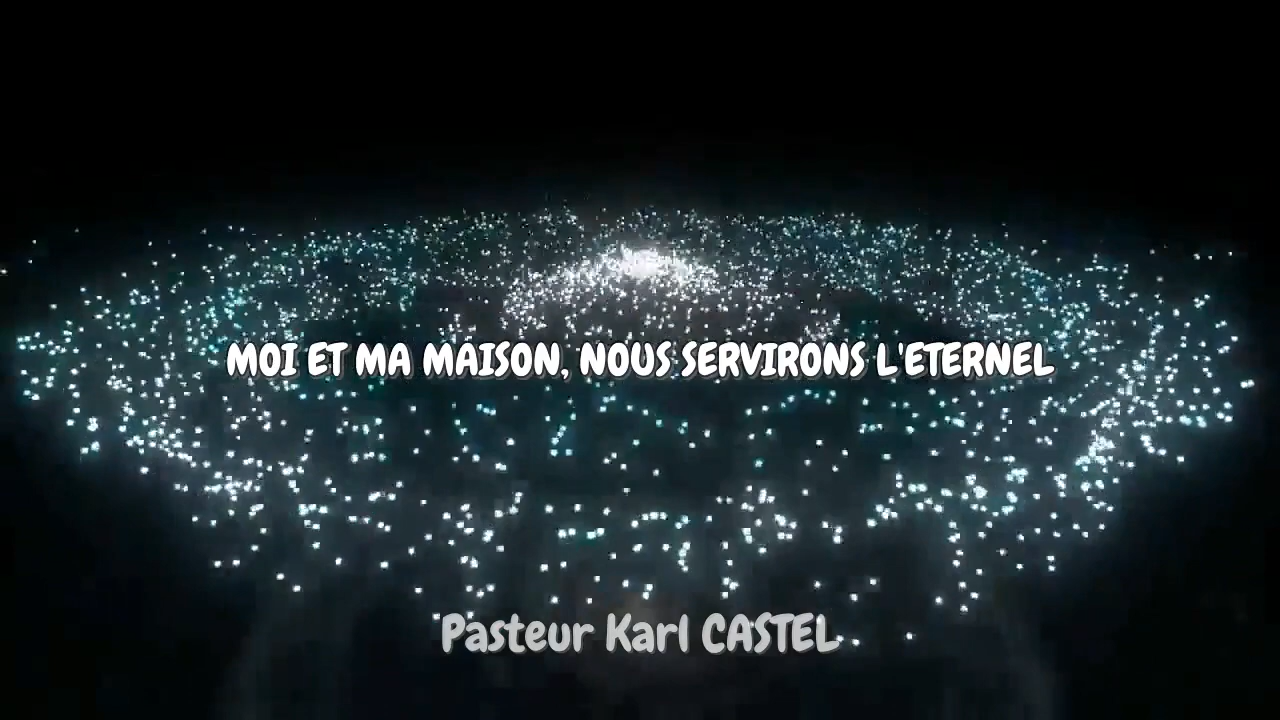 MOI ET MA MAISON, NOUS SERVIRONS L'ETERNEL
Pasteur Karl CASTEL